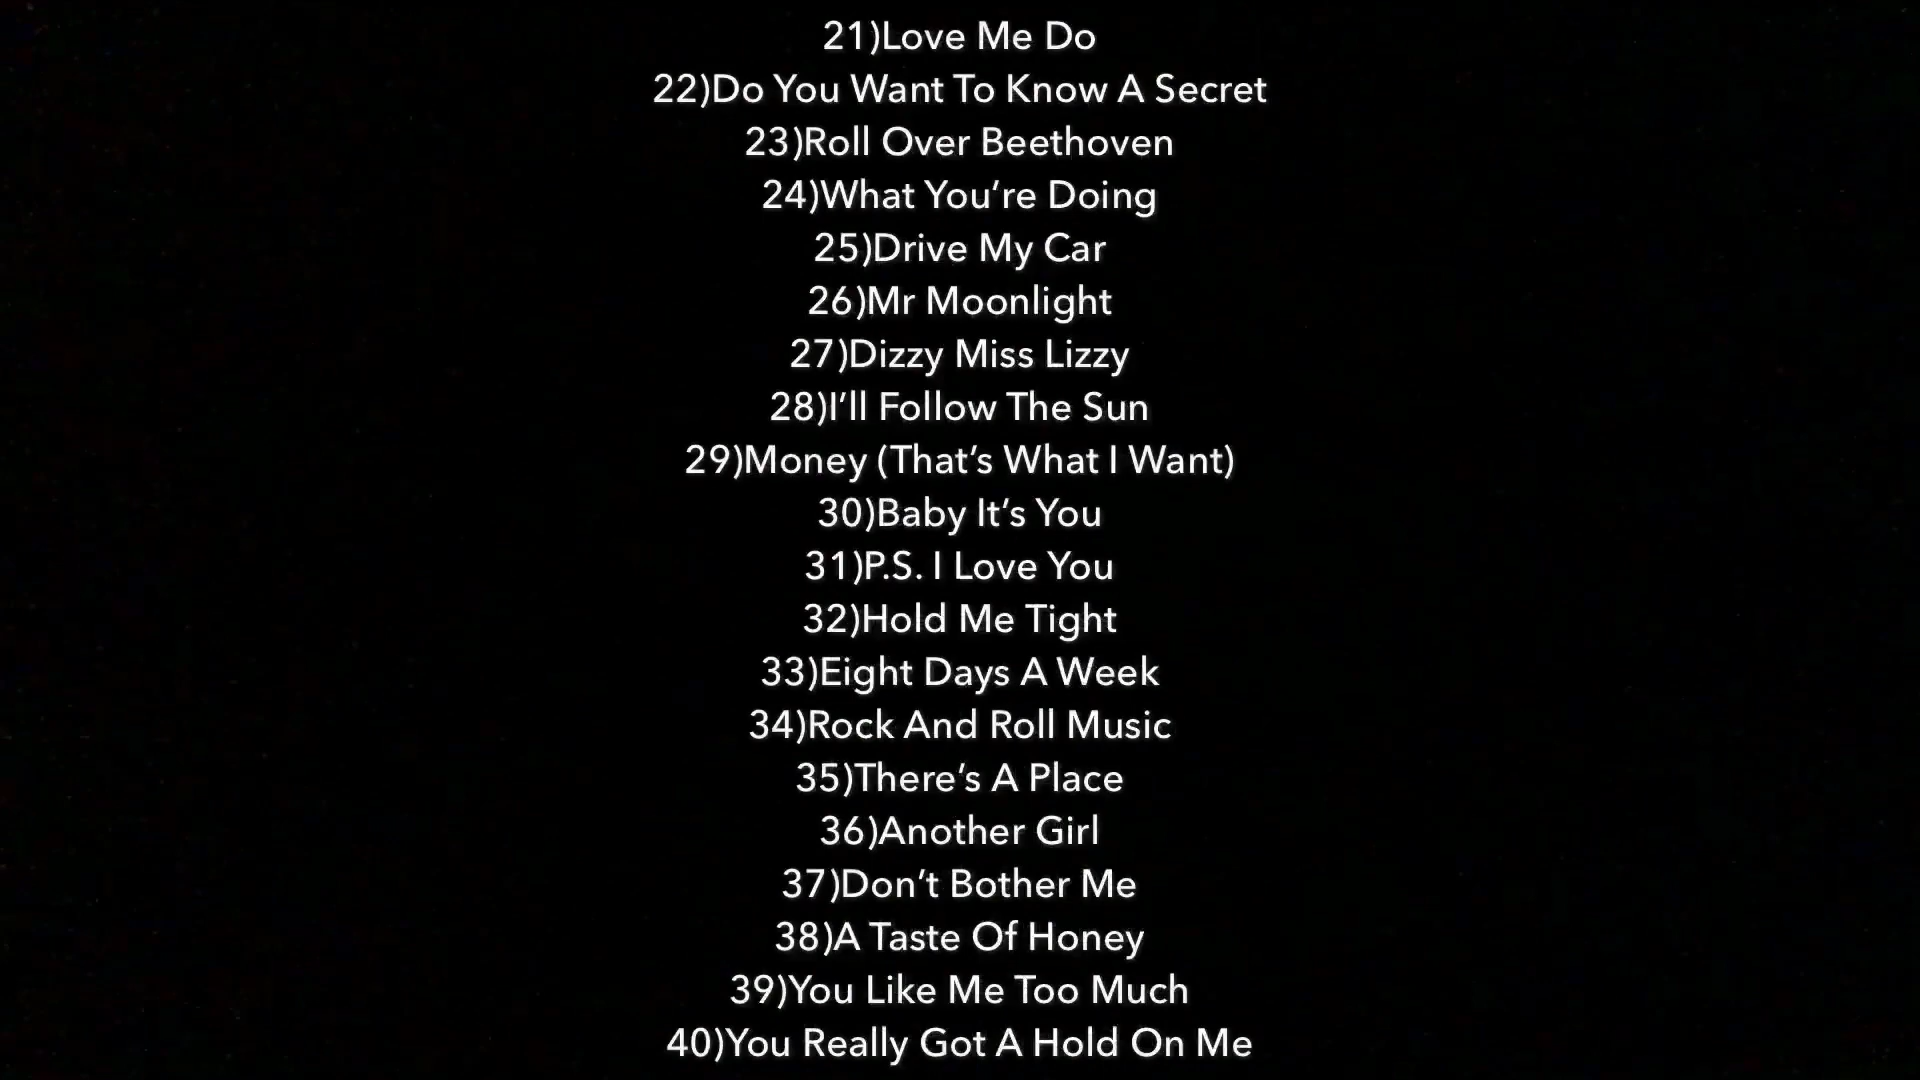 21)Love Me Do
22)Do You Want To Know A Secret
23)Roll Over Beethoven
24)What You’re Doing
25)Drive My Car
26)Mr Moonlight
27)Dizzy Miss Lizzy
28)I’ll Follow The Sun
29)Money (That’s What I Want)
30)Baby It’s You
31)P.S. I Love You
32)Hold Me Tight
33)Eight Days A Week
34)Rock And Roll Music
35)There’s A Place
36)Another Girl
37)Don’t Bother Me
38)A Taste Of Honey
39)You Like Me Too Much
40)You Really Got A Hold On Me